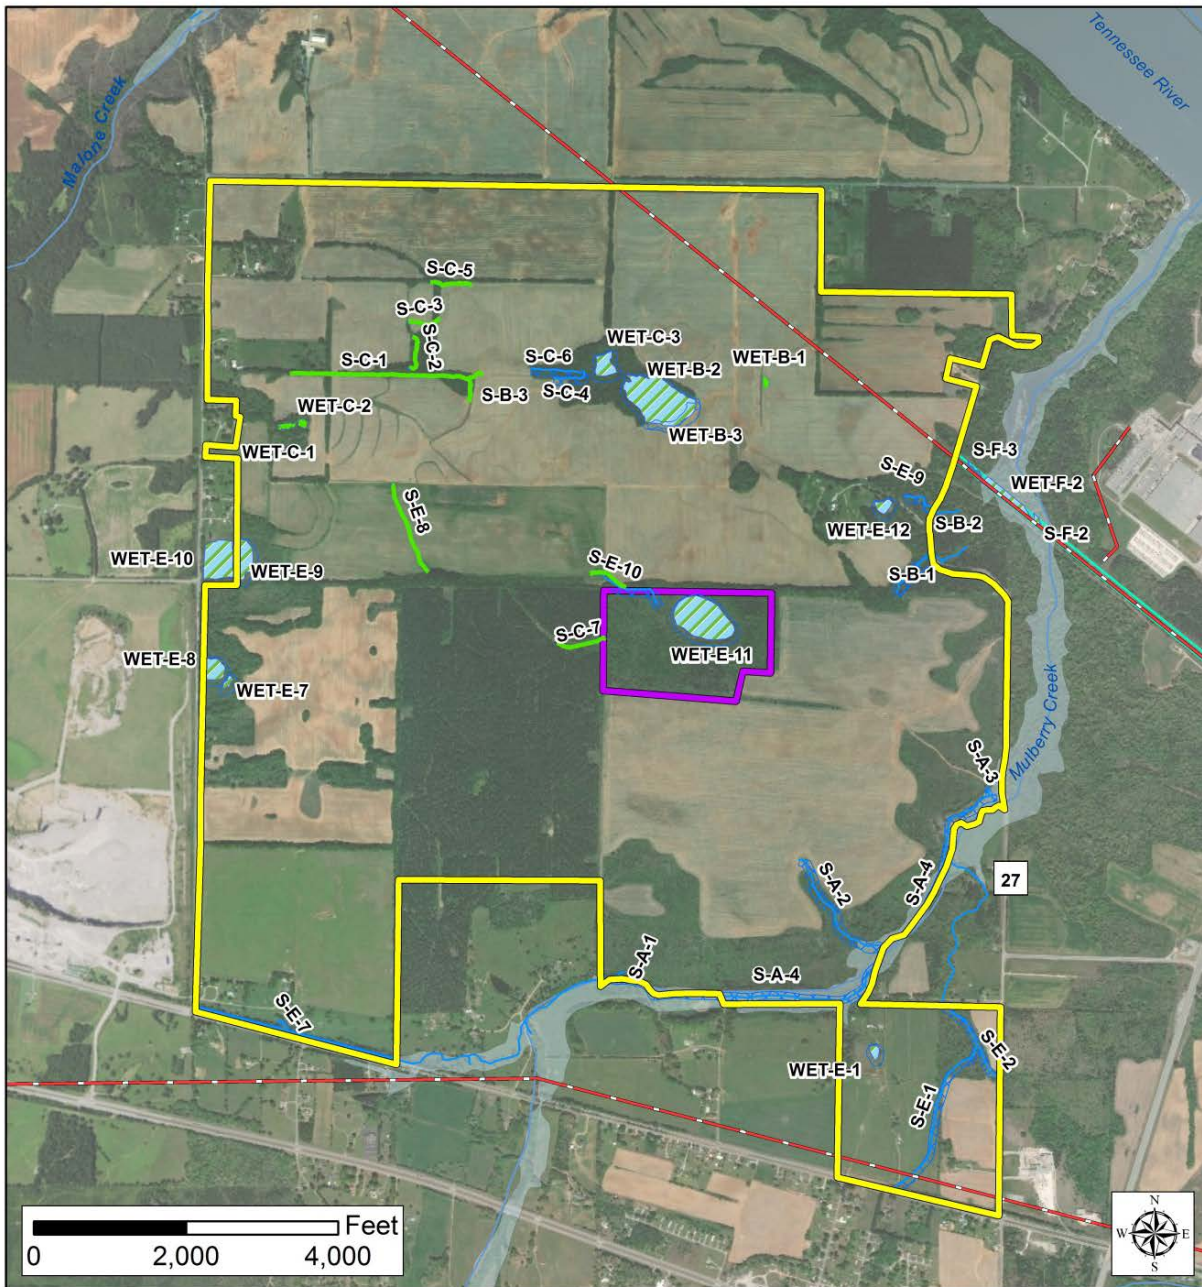 Tennessee River
Malone Creek
S-C-5
S-C-3
S-C-2
S-C-1
S-C-6
S-C-4
WET-C-3
WET-B-2
WET-B-1
S-B-3
WET-C-2
WET-B-3
WET-C-1
S-F-3
S-E-9
WET-F-2
S-E-8
WET-E-12
S-B-2
S-F-2
WET-E-10
WET-E-9
S-E-10
S-B-1
S-C-7
WET-E-11
WET-E-8
WET-E-7
Mulberry Creek
S-A-3
S-A-2
S-A-4
27
S-A-1
S-A-4
S-E-7
WET-E-1
S-E-2
S-E-1
Feet
0 2,000 4,000
N
W E
S